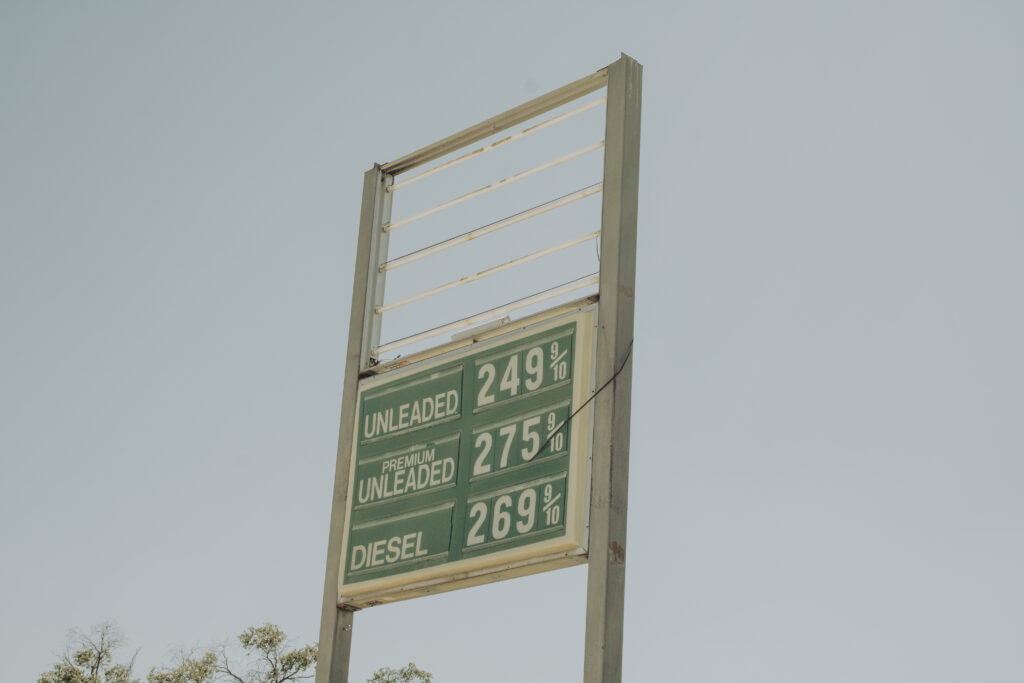 UNLEADED 249 9/10
PREMIUM
UNLEADED 275 9/10
DIESEL 269 9/10